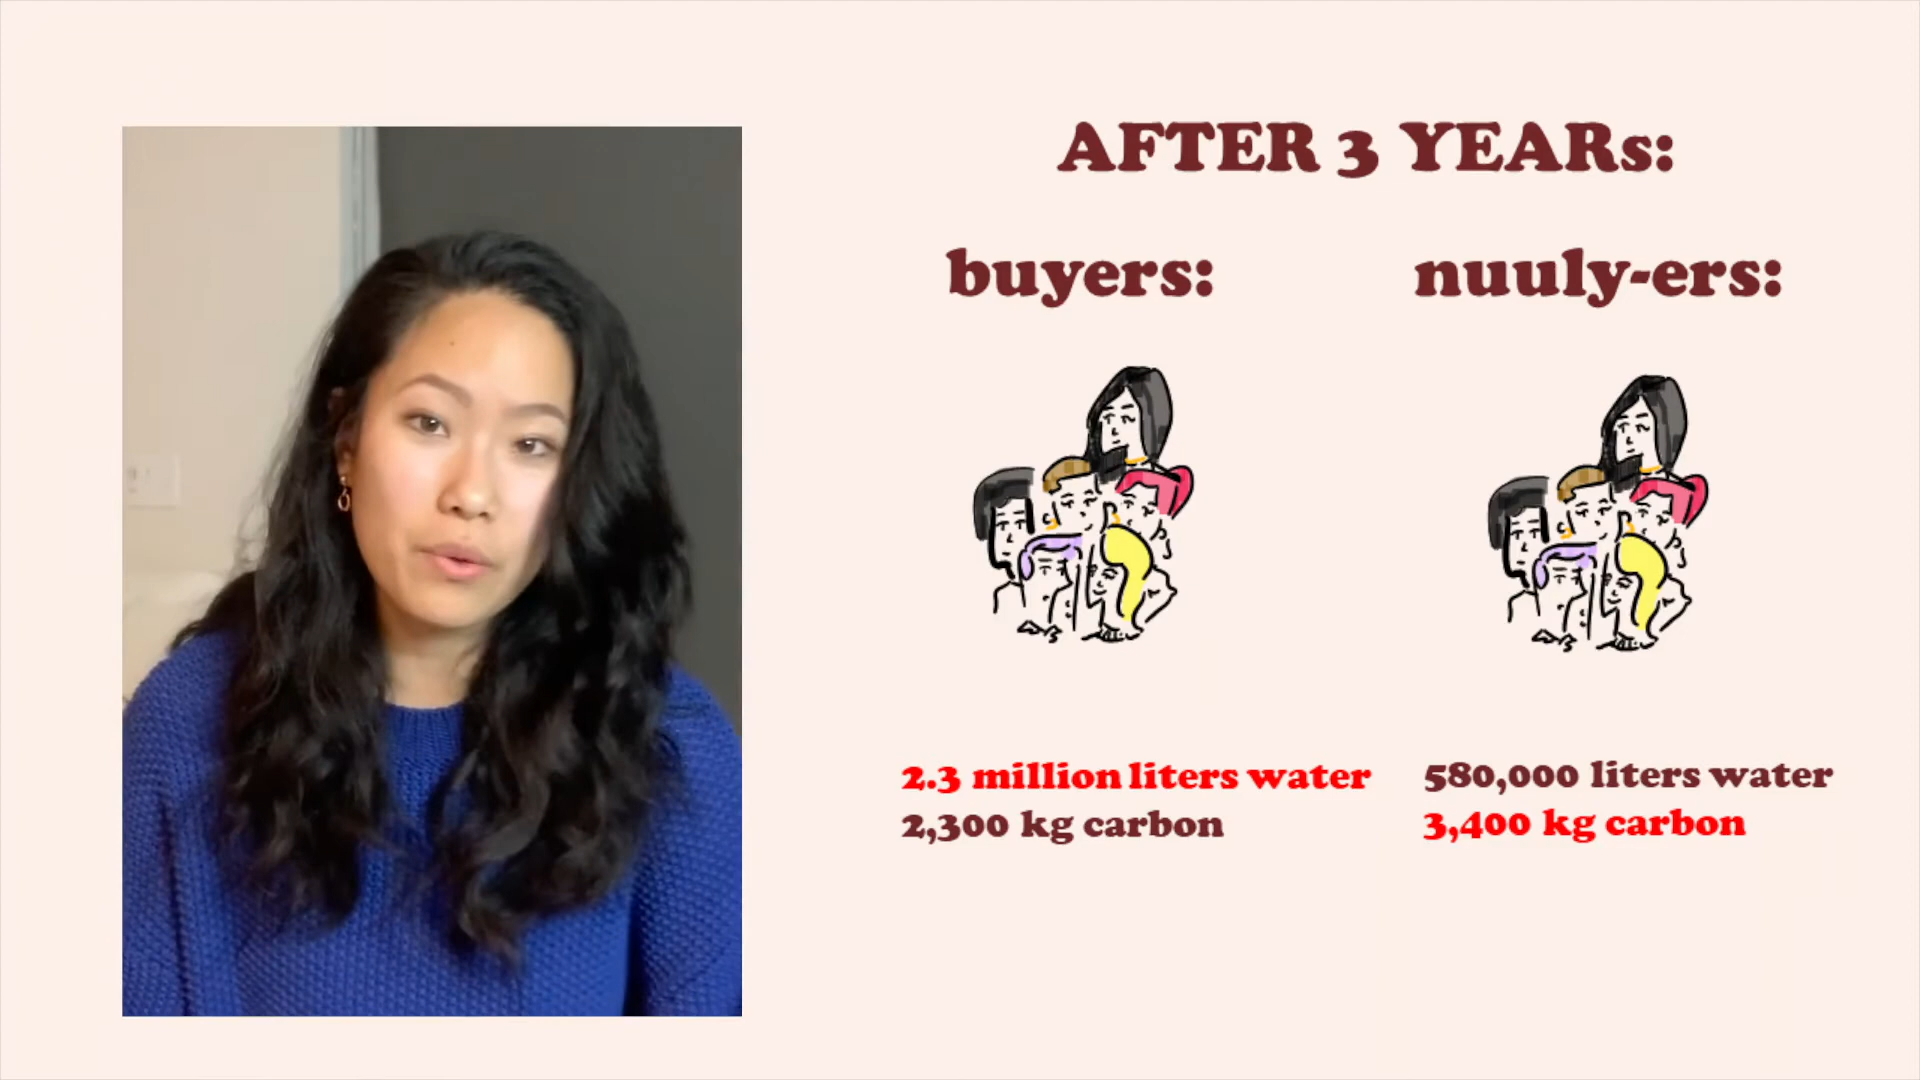 AFTER 3 YEARs:
buyers:
nuuly-ers:
2.3 million liters water
2,300 kg carbon
580,000 liters water
3,400 kg carbon